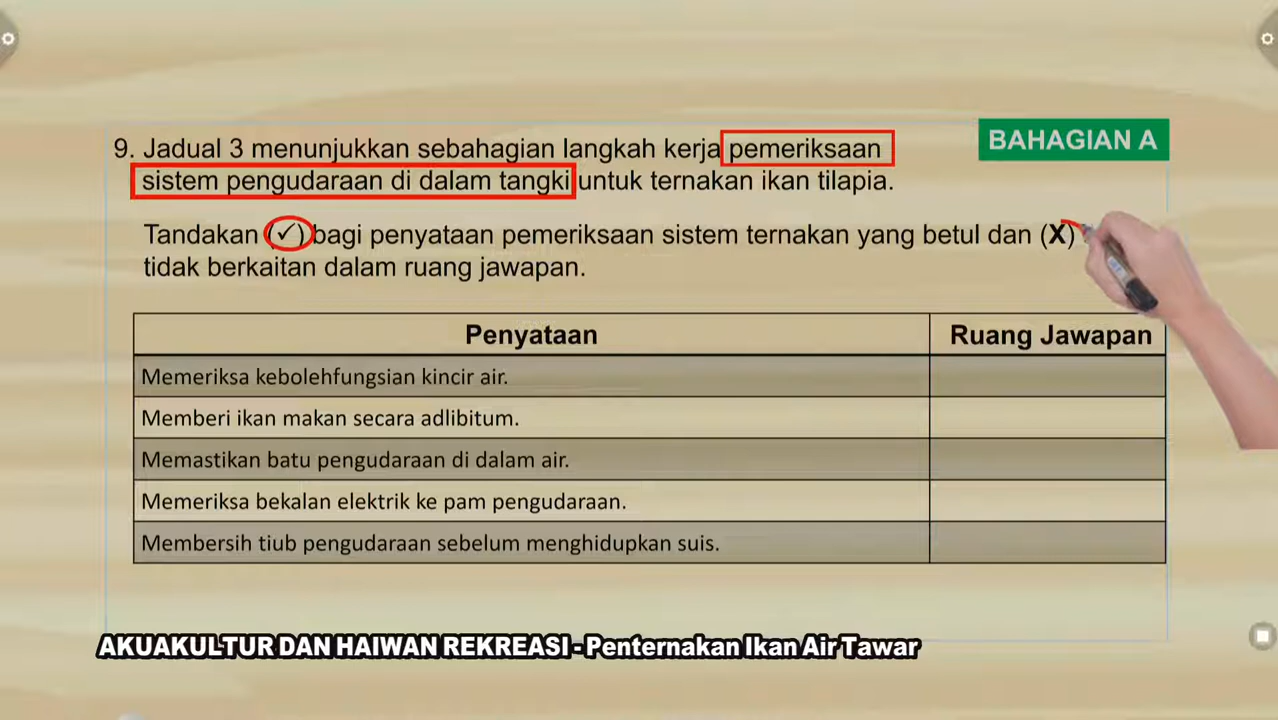 BAHAGIAN A
9. Jadual 3 menunjukkan sebahagian langkah kerja pemeriksaan
sistem pengudaraan di dalam tangki untuk ternakan ikan tilapia.
Tandakan (✓) bagi penyataan pemeriksaan sistem ternakan yang betul dan (X)
tidak berkaitan dalam ruang jawapan.
Penyataan Ruang Jawapan
Memeriksa kebolehfungsian kincir air.
Memberi ikan makan secara adlibitum.
Memastikan batu pengudaraan di dalam air.
Memeriksa bekalan elektrik ke pam pengudaraan.
Membersih tiub pengudaraan sebelum menghidupkan suis.
AKUAKULTUR DAN HAIWAN REKREASI - Penternakan Ikan Air Tawar